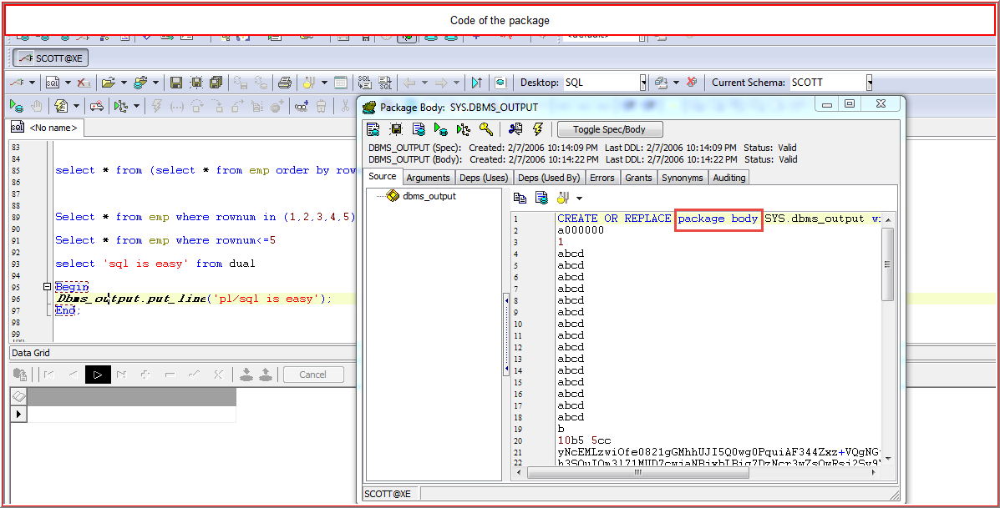 Code of the package
SCOTT@XE
Desktop: SQL
Current Schema: SCOTT
<No name>
83
84
85
86
87
88
89
90
91
92
93
94
95
96
97
98
99
select * from (select * from emp order by row
Select * from emp where rownum in (1,2,3,4,5)
Select * from emp where rownum<=5
select 'sql is easy' from dual
Begin
Dbms_output.put_line('pl/sql is easy');
End;
Data Grid
Cancel
Package Body: SYS.DBMS_OUTPUT
Toggle Spec/Body
DBMS_OUTPUT (Spec): Created: 2/7/2006 10:14:09 PM Last DDL: 2/7/2006 10:14:09 PM Status: Valid
DBMS_OUTPUT (Body): Created: 2/7/2006 10:14:22 PM Last DDL: 2/7/2006 10:14:22 PM Status: Valid
Source Arguments Deps (Uses) Deps (Used By) Errors Grants Synonyms Auditing
dbms_output
1 CREATE OR REPLACE package body SYS.dbms_output
2 a000000
3 1
4 abcd
5 abcd
6 abcd
7 abcd
8 abcd
9 abcd
10 abcd
11 abcd
12 abcd
13 abcd
14 abcd
15 abcd
16 abcd
17 abcd
18 abcd
19 b
20 10b5 5cc
21 yNcEMLzwiOfe0821gGMhhUJI5Q0wg0PquiAF344Zxz+VQgNG
22
SCOTT@XE